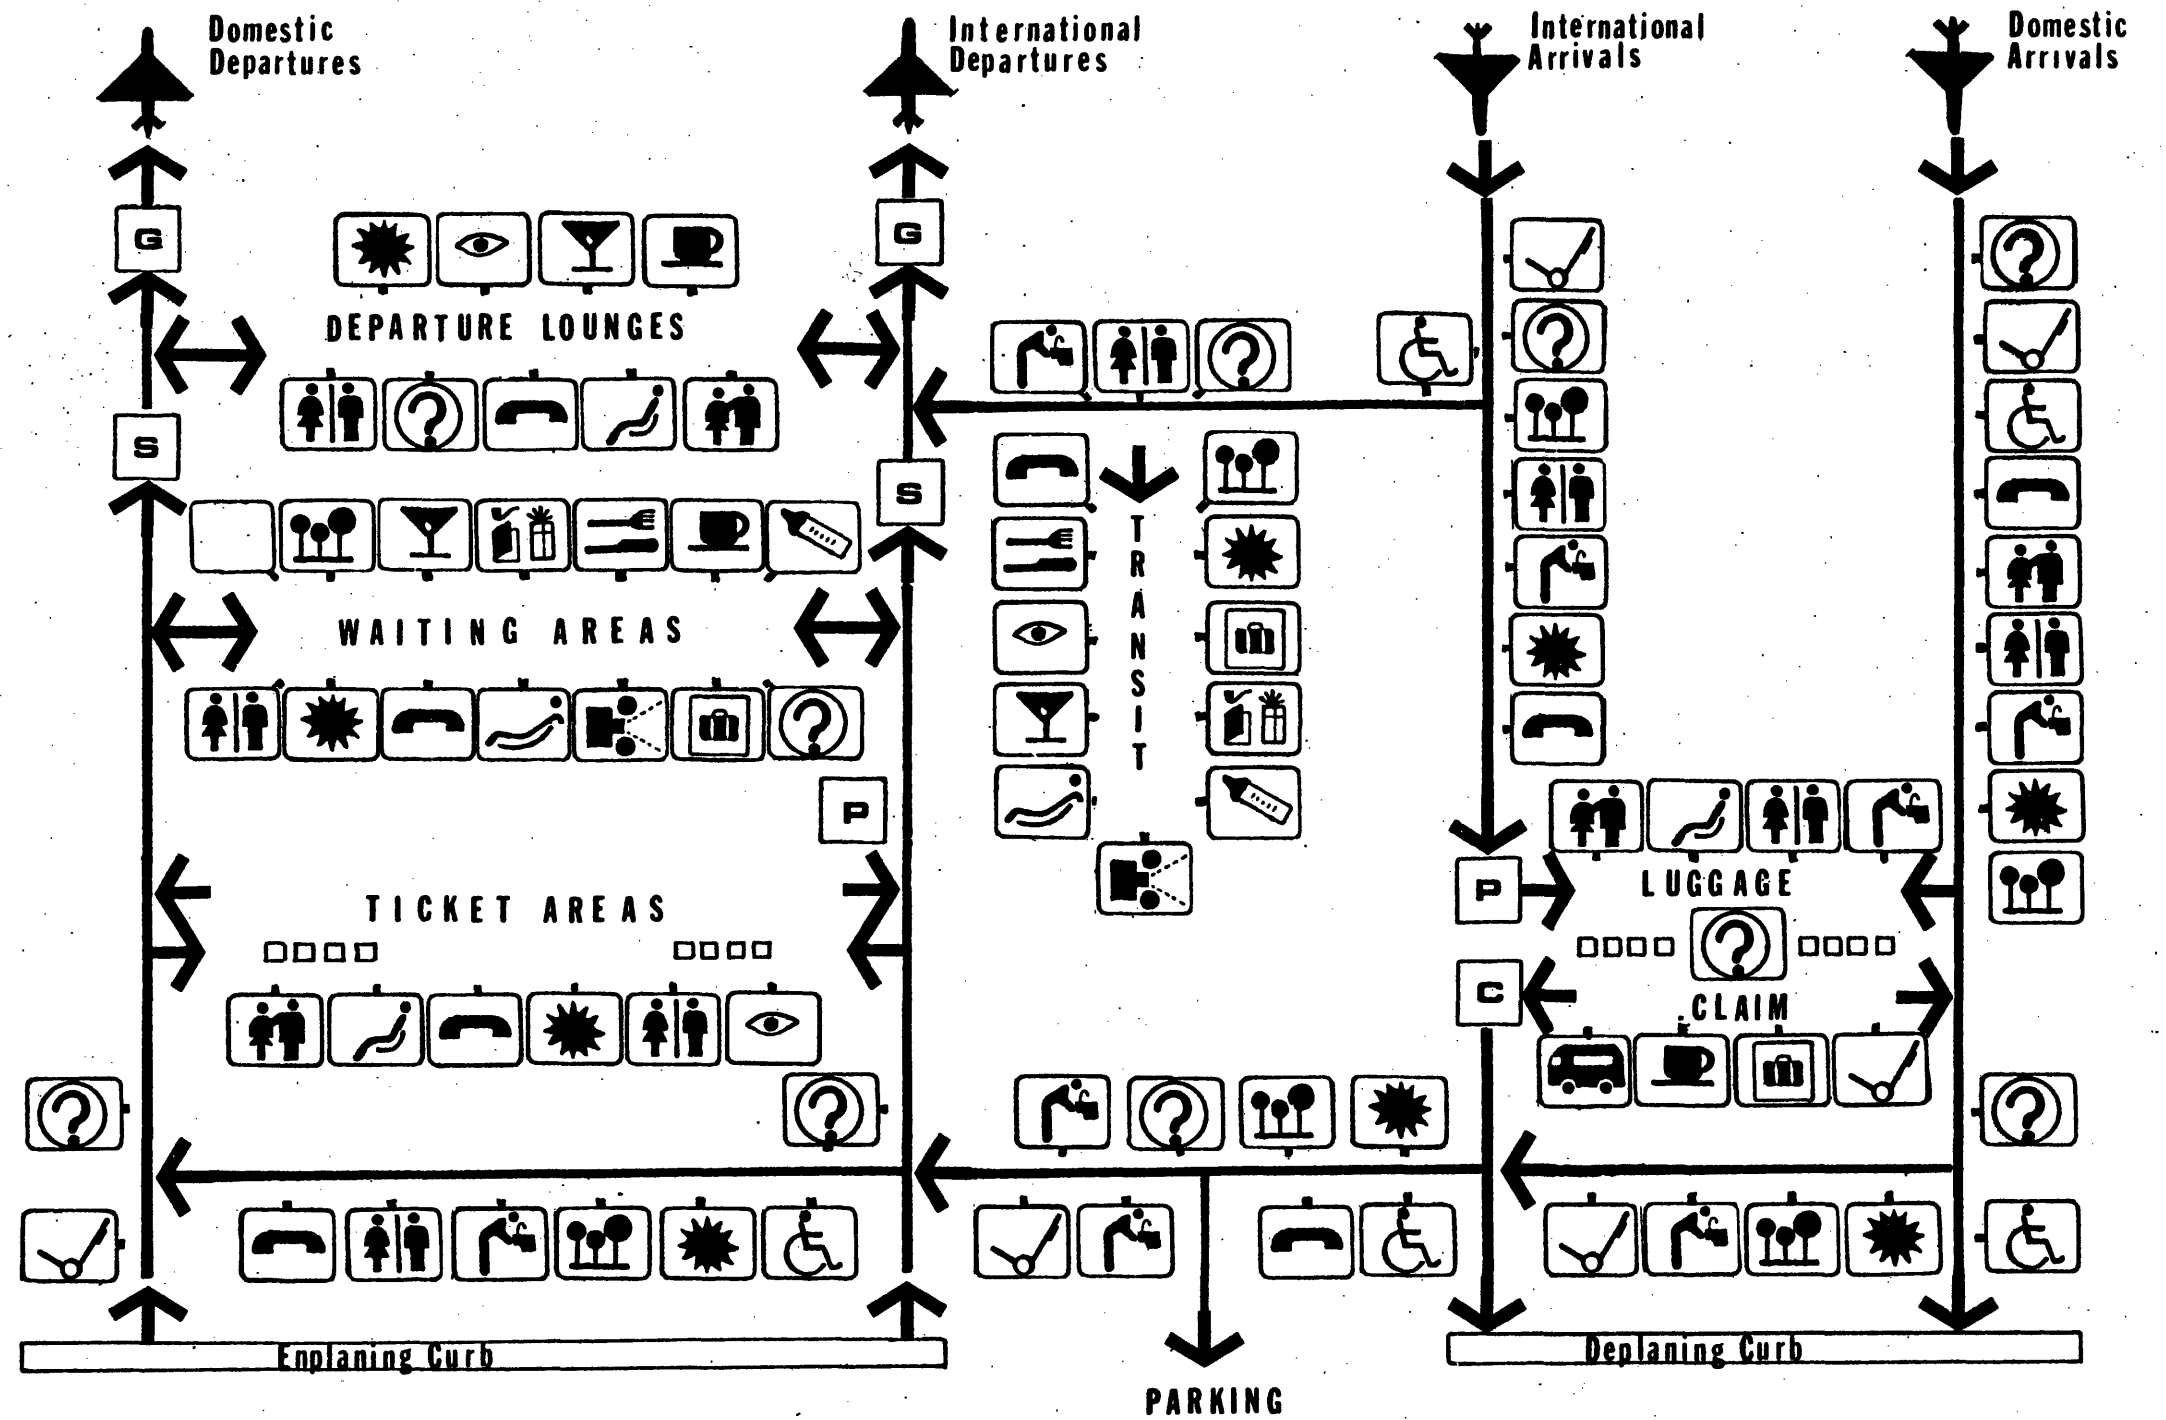 Domestic
Departures
International
Departures
International
Arrivals
Domestic
Arrivals
G
G
?
?
DEPARTURE LOUNGES
?
?
S
S
TRANSIT
WAITING AREAS
?
P
TICKET AREAS
P
LUGGAGE
?
C
CLAIM
?
?
?
?
Enplaning Curb
Deplaning Curb
PARKING